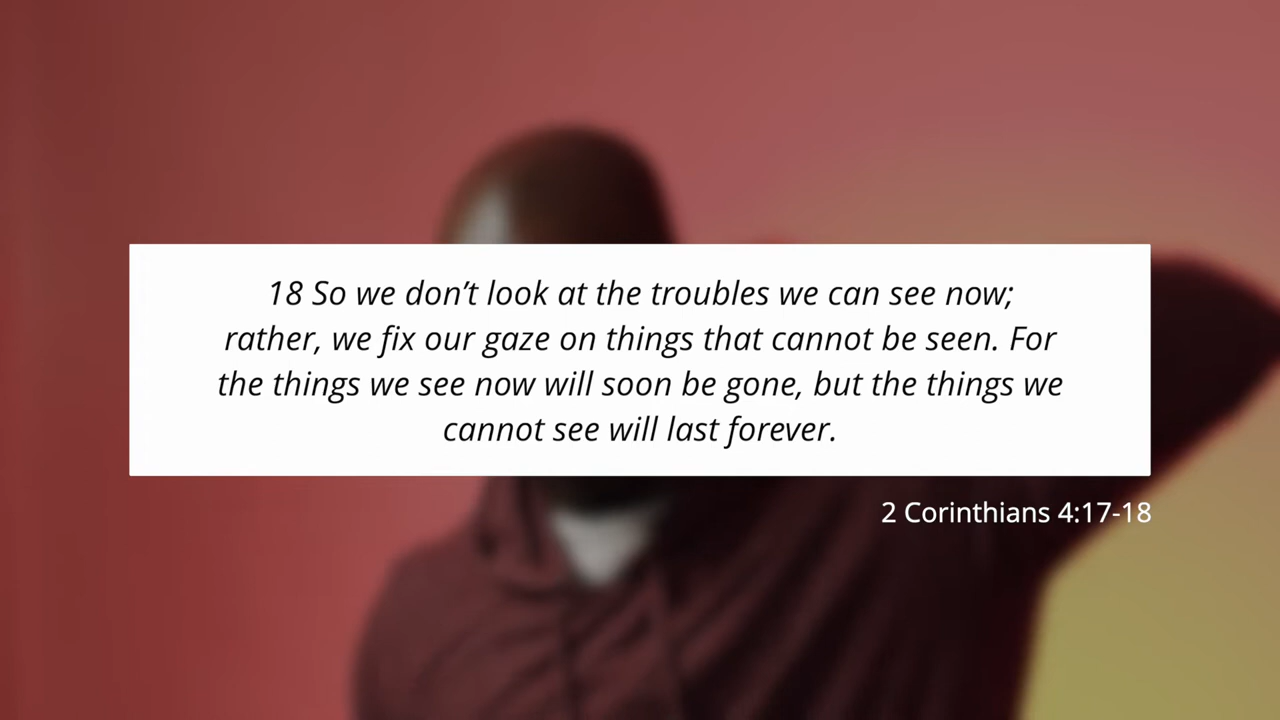 18 So we don’t look at the troubles we can see now;
rather, we fix our gaze on things that cannot be seen. For
the things we see now will soon be gone, but the things we
cannot see will last forever.
2 Corinthians 4:17-18